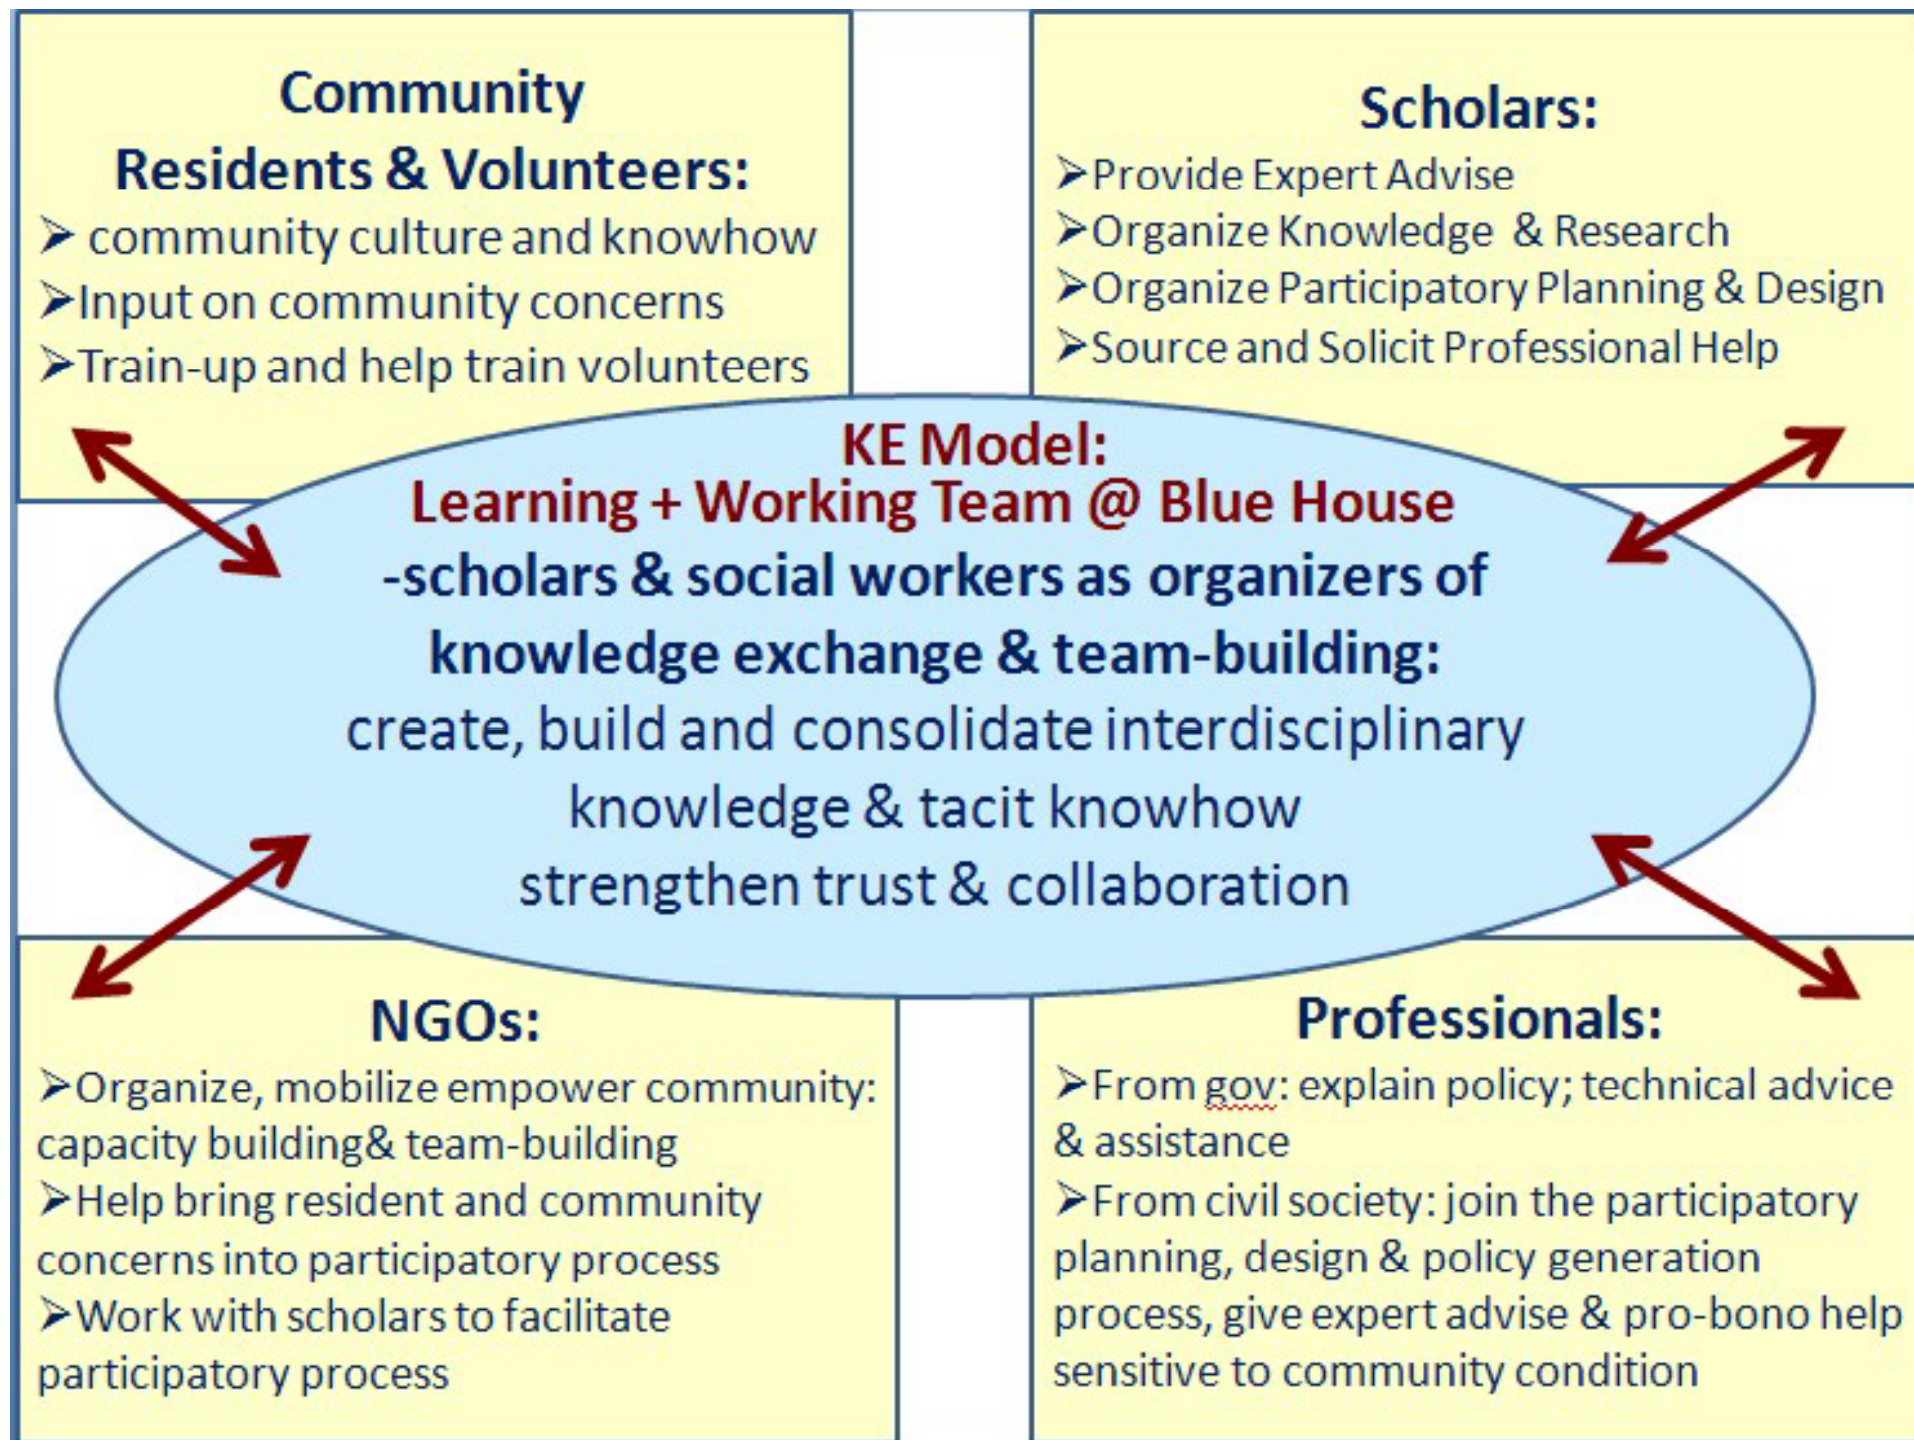 Community
Residents & Volunteers:
➢ community culture and knowhow
➢Input on community concerns
➢Train-up and help train volunteers
Scholars:
➢Provide Expert Advise
➢Organize Knowledge & Research
➢Organize Participatory Planning & Design
➢Source and Solicit Professional Help
KE Model:
Learning + Working Team @ Blue House
-scholars & social workers as organizers of
knowledge exchange & team-building:
create, build and consolidate interdisciplinary
knowledge & tacit knowhow
strengthen trust & collaboration
NGOs:
➢Organize, mobilize empower community:
capacity building& team-building
➢Help bring resident and community
concerns into participatory process
➢Work with scholars to facilitate
participatory process
Professionals:
➢From gov: explain policy; technical advice
& assistance
➢From civil society: join the participatory
planning, design & policy generation
process, give expert advise & pro-bono help
sensitive to community condition